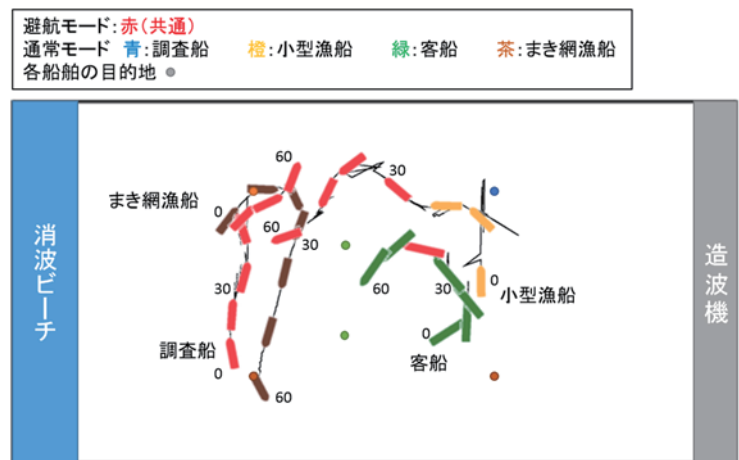 避航モード：赤（共通）
通常モード 青：調査船 橙：小型漁船 緑：客船 茶：まき網漁船
各船舶の目的地
消波ビーチ
造波機
60
30
まき網漁船
0
60
30
30
60
30
0
小型漁船
調査船
0
0
客船
60